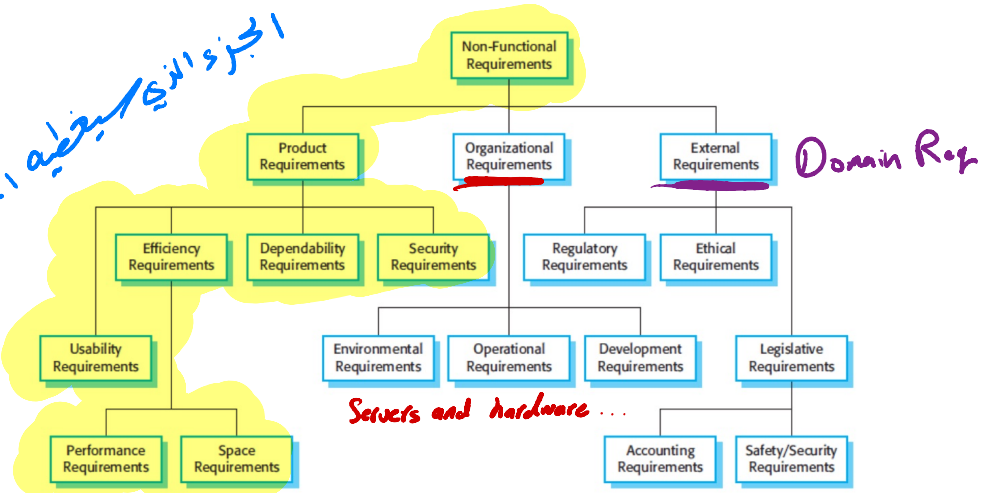 الجزء الذي سيغطيه
Non-Functional
Requirements
Product
Requirements
Organizational
Requirements
External
Requirements
Domain Req
Efficiency
Requirements
Dependability
Requirements
Security
Requirements
Regulatory
Requirements
Ethical
Requirements
Usability
Requirements
Environmental
Requirements
Operational
Requirements
Development
Requirements
Legislative
Requirements
Servers and hardware ...
Performance
Requirements
Space
Requirements
Accounting
Requirements
Safety/Security
Requirements